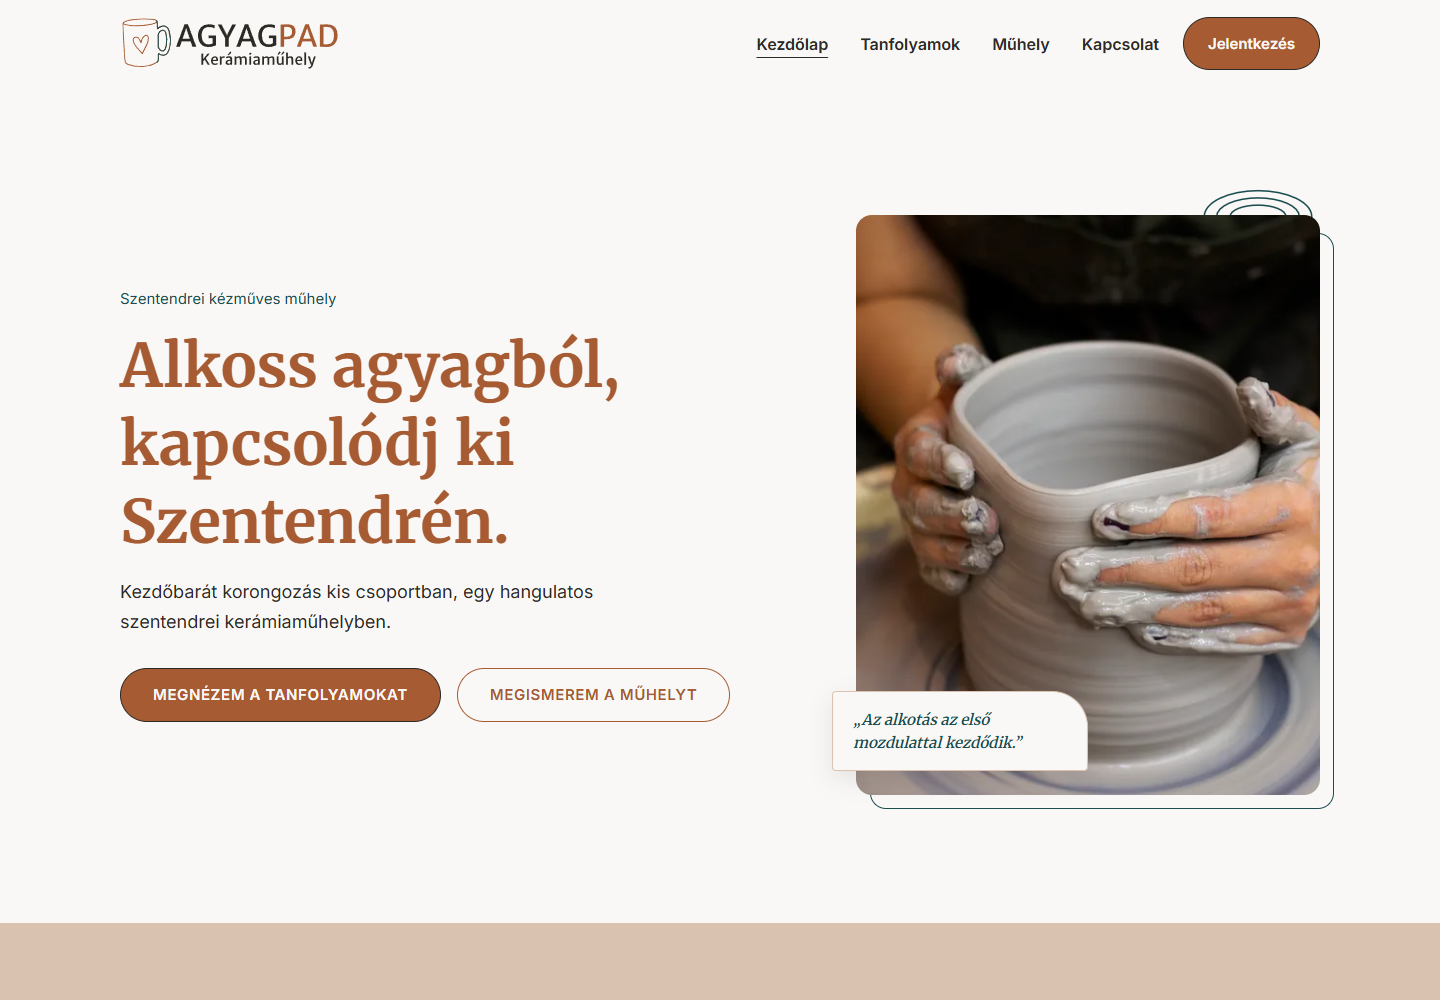 AGYAGPAD
Kerámiaműhely
Kezdőlap
Tanfolyamok
Műhely
Kapcsolat
Jelentkezés
Szentendrei kézműves műhely
Alkoss agyagból,
kapcsolódj ki
Szentendrén.
Kezdőbarát korongozás kis csoportban, egy hangulatos
szentendrei kerámiaműhelyben.
MEGNÉZEM A TANFOLYAMOKAT
MEGISMEREM A MŰHELYT
„Az alkotás az első
mozdulattal kezdődik.”